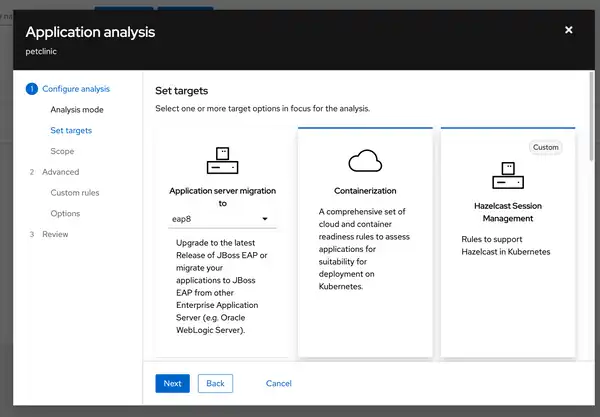 Application analysis
petclinic
1 Configure analysis
Analysis mode
Set targets
Scope
2 Advanced
Custom rules
Options
3 Review
Set targets
Select one or more target options in focus for the analysis.
Application server migration
to
eap8
Upgrade to the latest
Release of JBoss EAP or
migrate your
applications to JBoss
EAP from other
Enterprise Application
Server (e.g. Oracle
WebLogic Server).
Containerization
A comprehensive set of
cloud and container
readiness rules to assess
applications for
suitability for
deployment on
Kubernetes.
Custom
Hazelcast Session
Management
Rules to support
Hazelcast in Kubernetes
Next
Back
Cancel